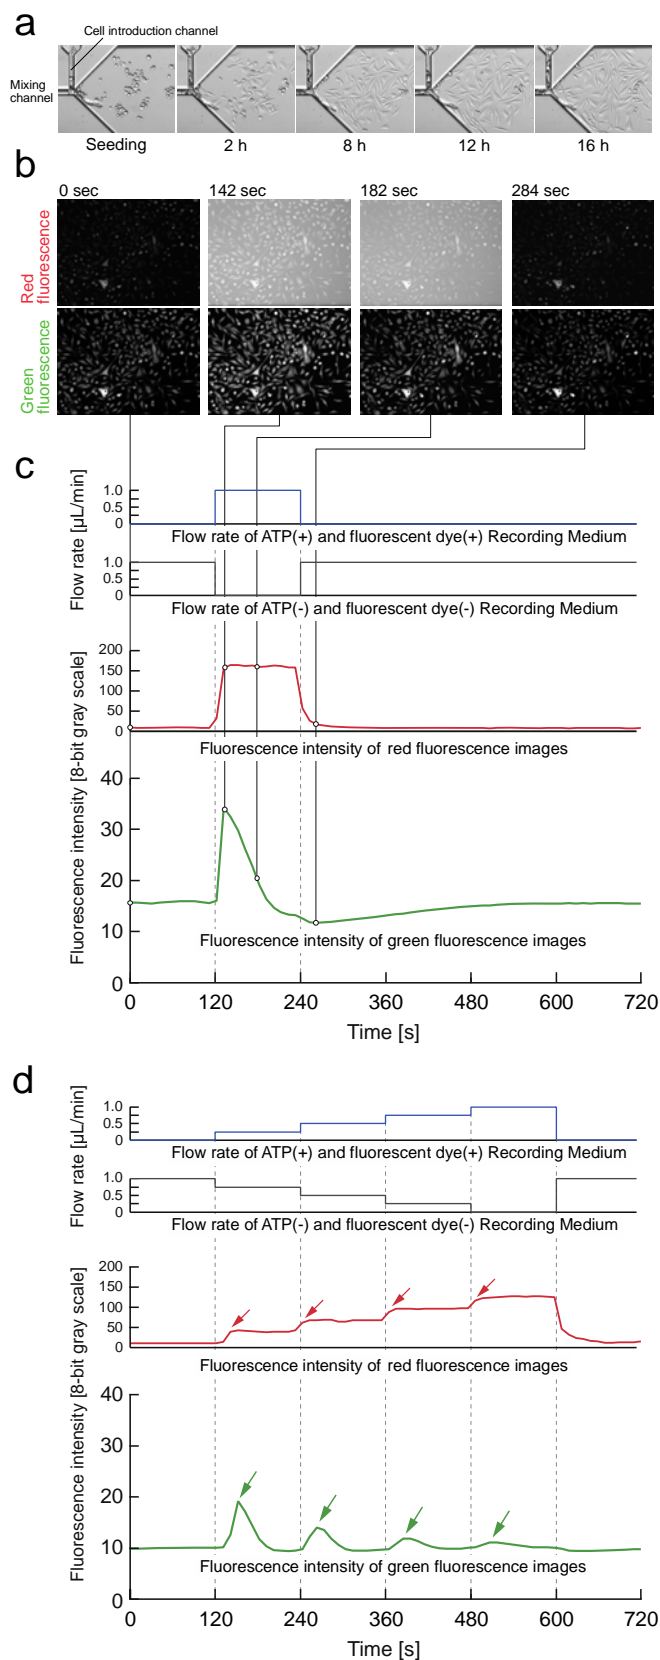 a
Cell introduction channel
Mixing
channel
Seeding
2 h
8 h
12 h
16 h
b
0 sec
142 sec
182 sec
284 sec
Red
fluorescence
Green
fluorescence
c
Flow rate [µL/min]
1.0
0.5
0
Flow rate of ATP(+) and fluorescent dye(+) Recording Medium
1.0
0.5
0
Flow rate of ATP(-) and fluorescent dye(-) Recording Medium
Fluorescence intensity [8-bit gray scale]
200
150
100
50
0
Fluorescence intensity of red fluorescence images
40
30
20
10
0
Fluorescence intensity of green fluorescence images
0 120 240 360 480 600 720
Time [s]
d
Flow rate [µL/min]
1.0
0.5
0
Flow rate of ATP(+) and fluorescent dye(+) Recording Medium
1.0
0.5
0
Flow rate of ATP(-) and fluorescent dye(-) Recording Medium
Fluorescence intensity [8-bit gray scale]
200
150
100
50
0
Fluorescence intensity of red fluorescence images
40
30
20
10
0
Fluorescence intensity of green fluorescence images
0 120 240 360 480 600 720
Time [s]